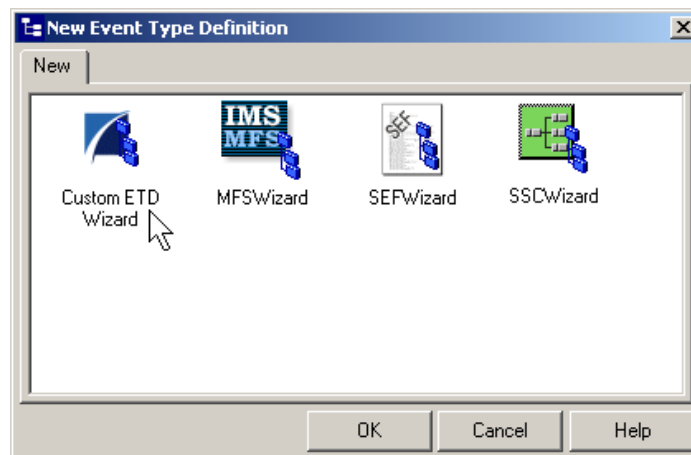 New Event Type Definition
New
IMS
MFS
SEF
Custom ETD
Wizard
MFSWizard
SEFWizard
SSCWizard
OK
Cancel
Help